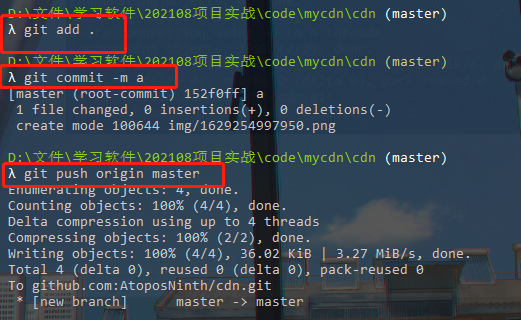 D:\文件\学习软件\202108项目实战\code\mycdn\cdn (master)
λ git add .
D:\文件\学习软件\202108项目实战\code\mycdn\cdn (master)
λ git commit -m a
[master (root-commit) 152f0ff] a
1 file changed, 0 insertions(+), 0 deletions(-)
create mode 100644 img/1629254997950.png
D:\文件\学习软件\202108项目实战\code\mycdn\cdn (master)
λ git push origin master
Enumerating objects: 4, done.
Counting objects: 100% (4/4), done.
Delta compression using up to 4 threads
Compressing objects: 100% (2/2), done.
Writing objects: 100% (4/4), 36.02 KiB | 3.27 MiB/s, done.
Total 4 (delta 0), reused 0 (delta 0), pack-reused 0
To github.com:AtoposNinth/cdn.git
* [new branch]      master -> master